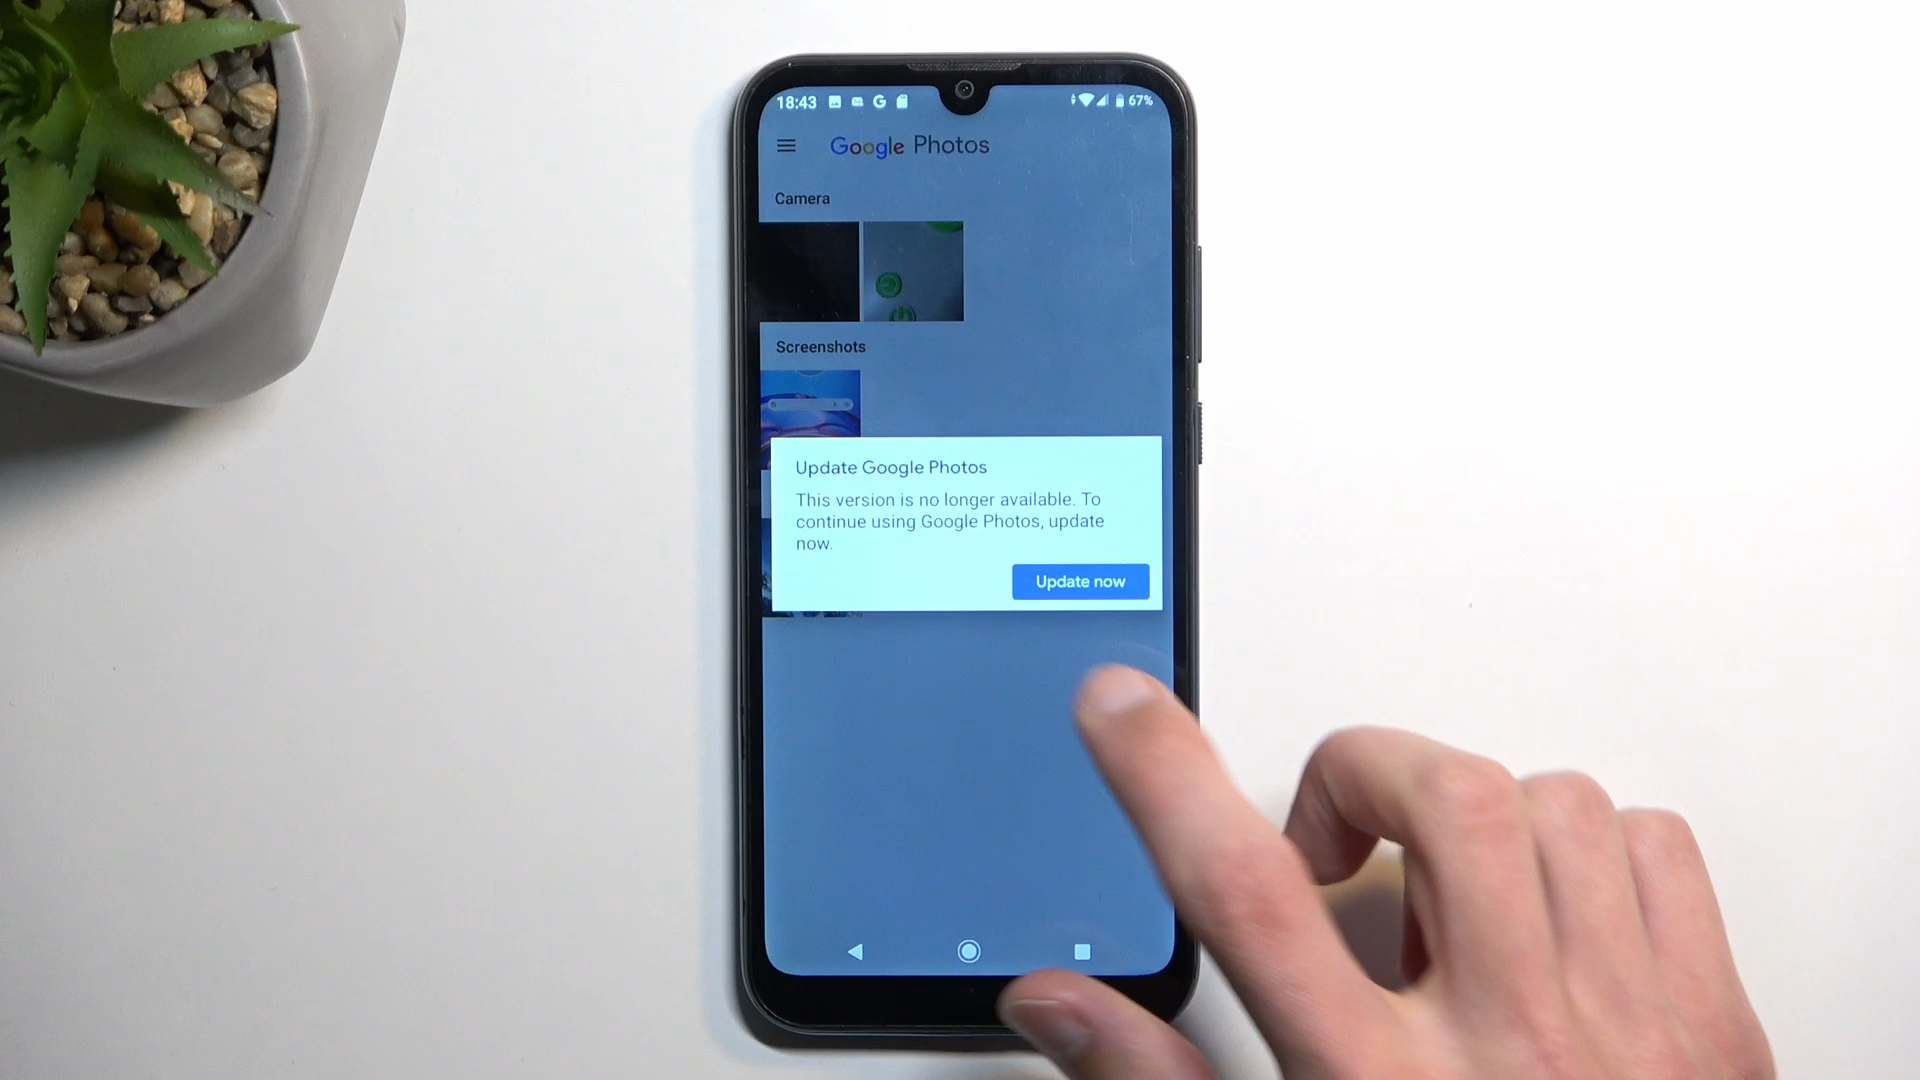 18:43 G 67%
Google Photos
Camera
Screenshots
Update Google Photos
This version is no longer available. To
continue using Google Photos, update
now.
Update now